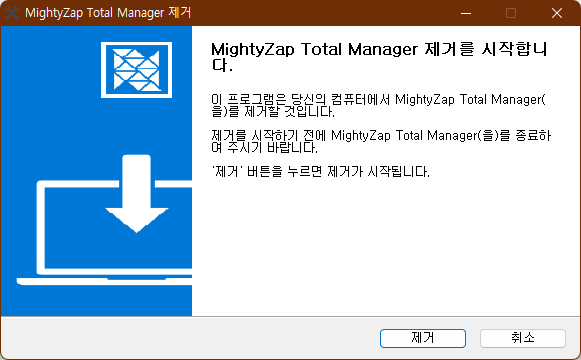 MightyZap Total Manager 제거
MightyZap Total Manager 제거를 시작합니
다.
이 프로그램은 당신의 컴퓨터에서 MightyZap Total Manager(
을)를 제거할 것입니다.
제거를 시작하기 전에 MightyZap Total Manager(을)를 종료하
여 주시기 바랍니다.
'제거' 버튼을 누르면 제거가 시작됩니다.
제거
취소